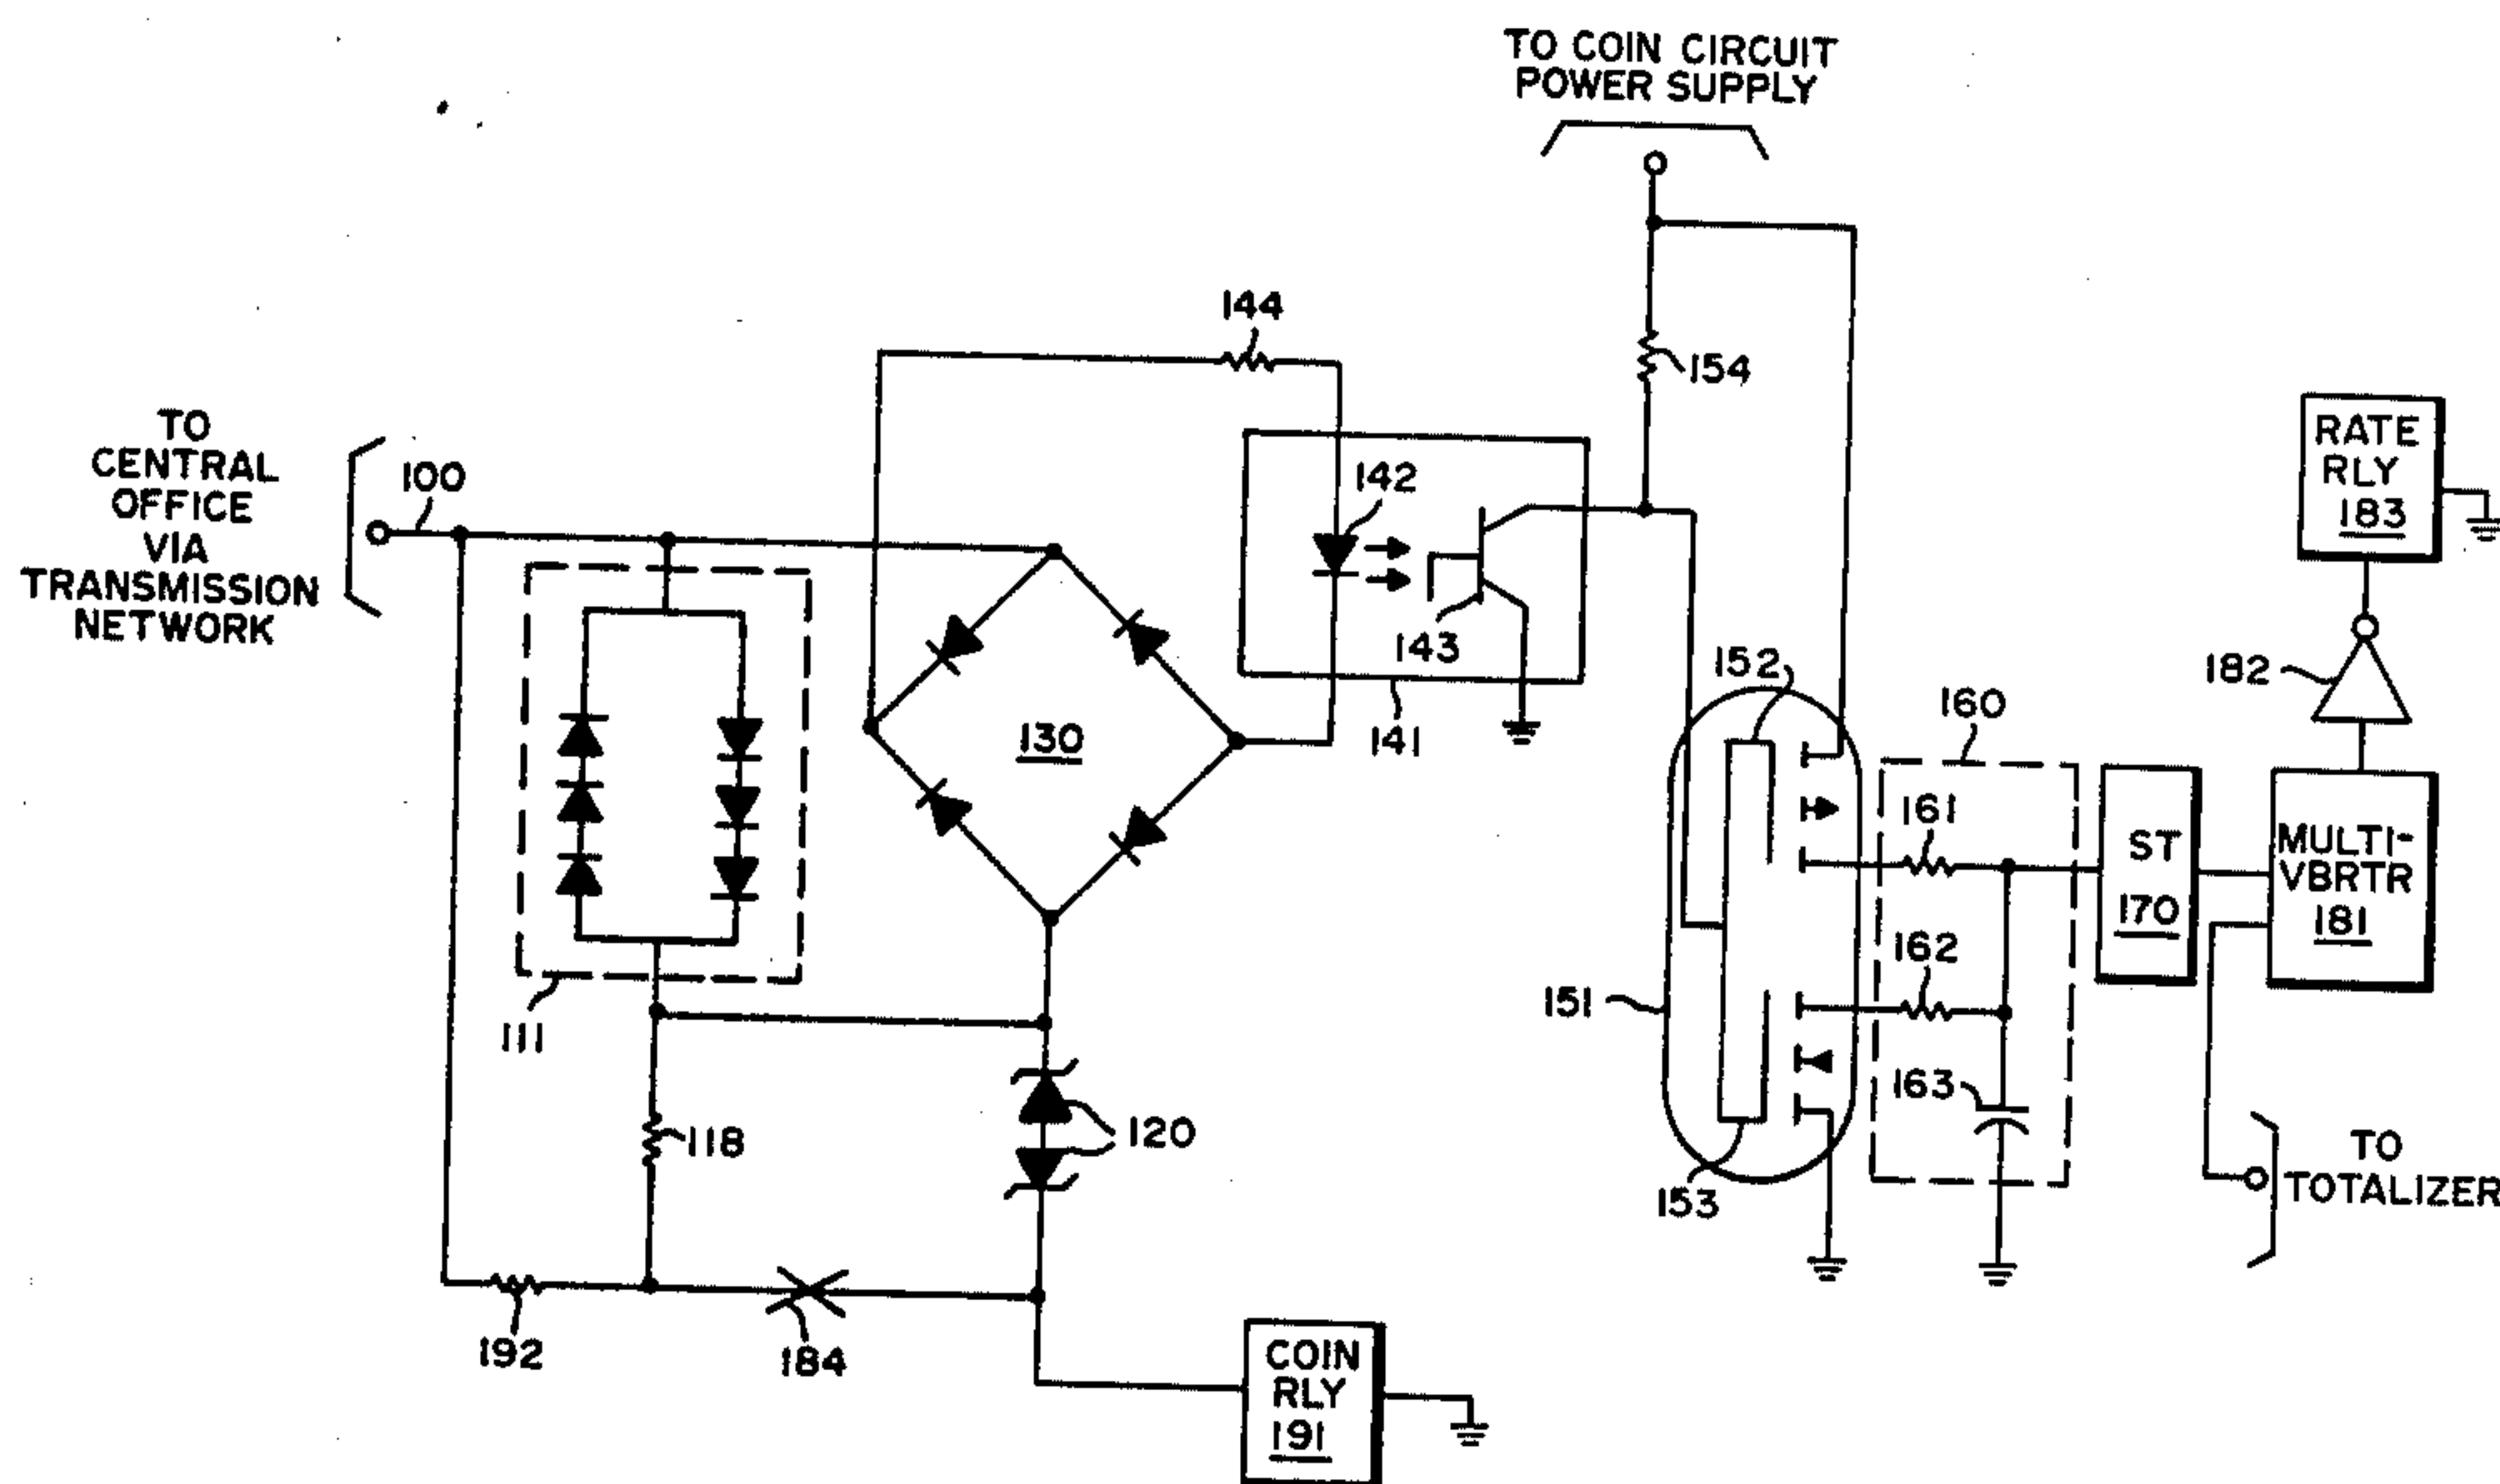 TO COIN CIRCUIT
POWER SUPPLY
144
154
TO
CENTRAL
OFFICE
VIA
TRANSMISSION
NETWORK
100
142
143
141
130
111
118
120
192
184
COIN
RLY
191
152
151
153
160
161
162
163
ST
170
MULTI-
VBRTR
181
182
RATE
RLY
183
TO
TOTALIZER